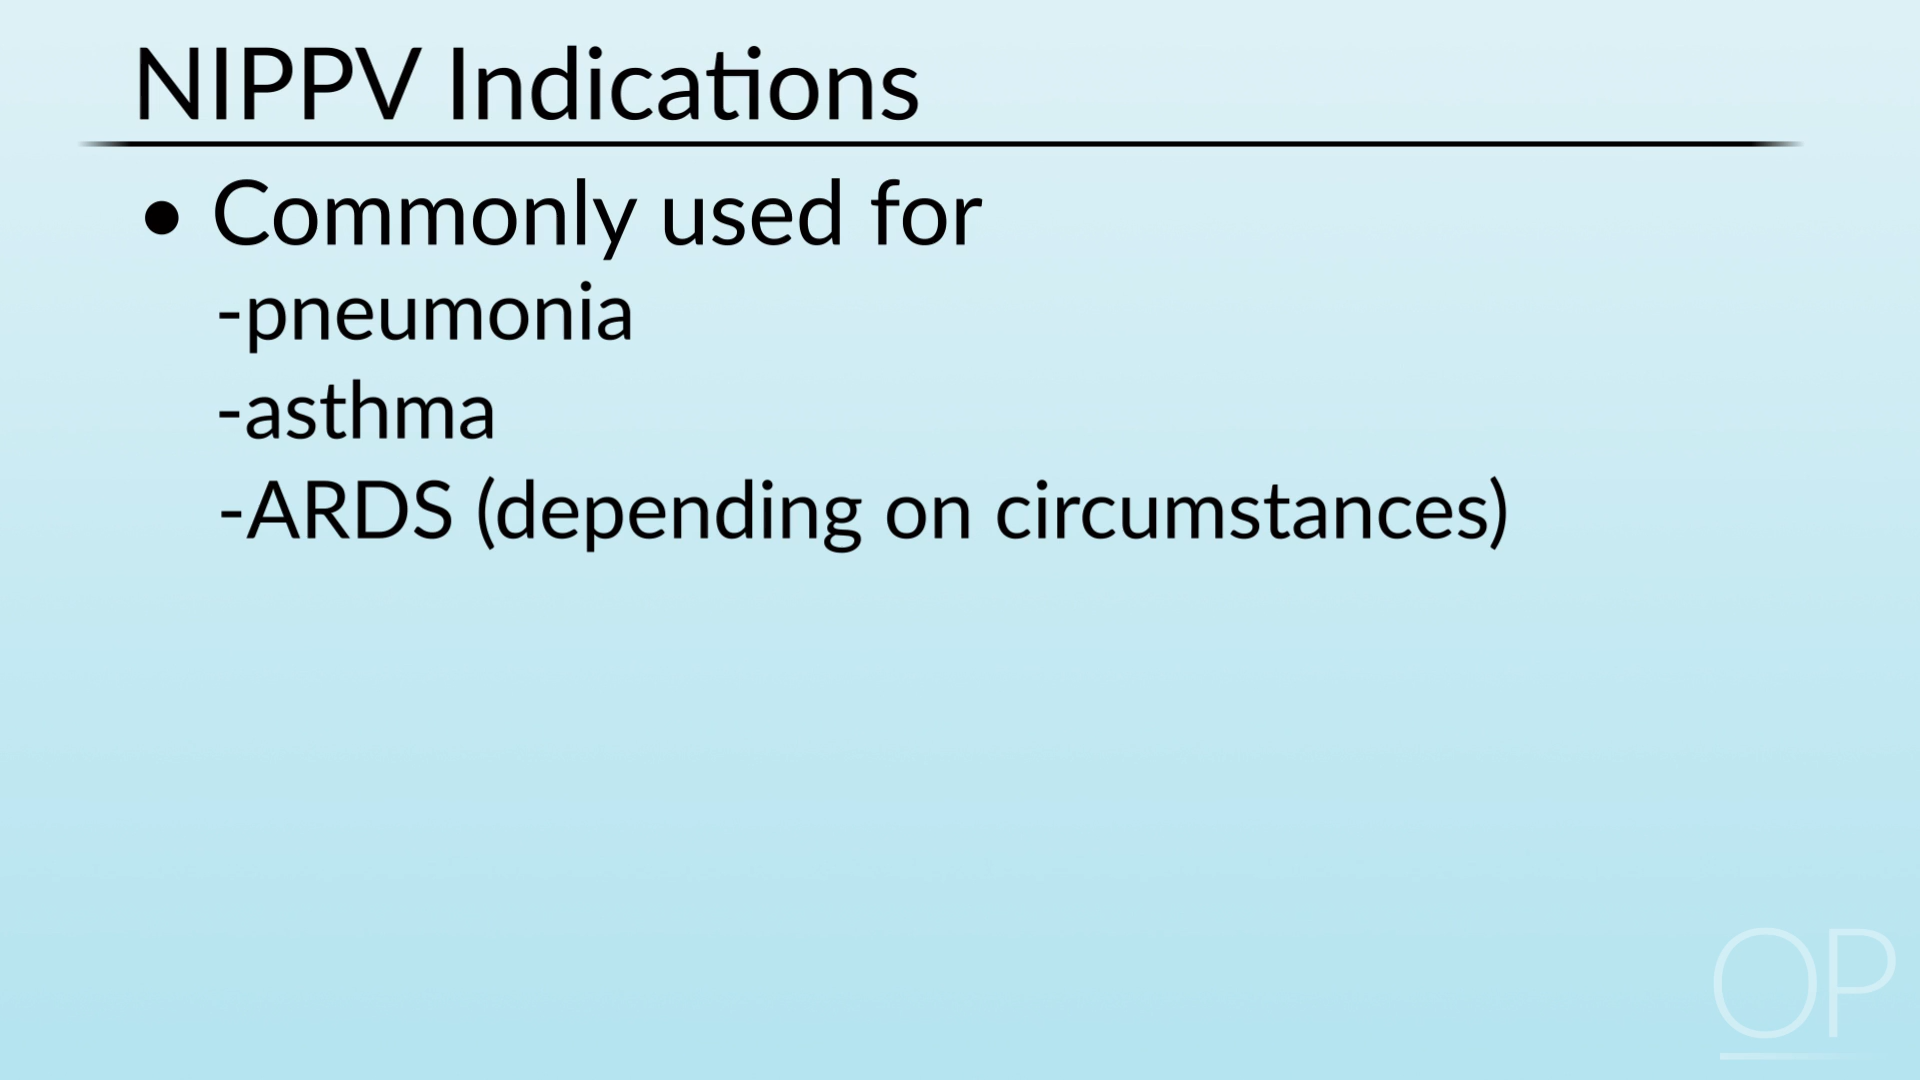 NIPPV Indications
• Commonly used for
-pneumonia
-asthma
-ARDS (depending on circumstances)
OP